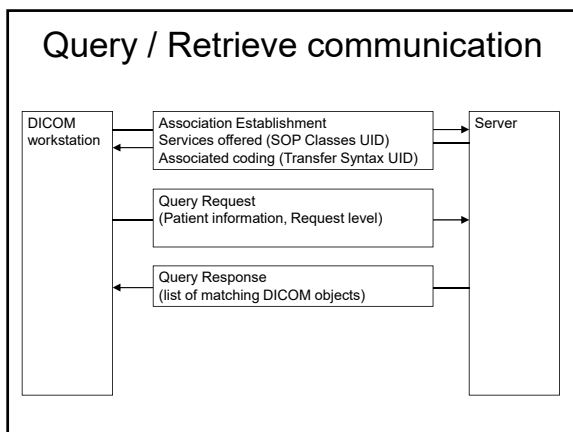 Query / Retrieve communication
DICOM
workstation
Association Establishment
Services offered (SOP Classes UID)
Associated coding (Transfer Syntax UID)
Server
Query Request
(Patient information, Request level)
Query Response
(list of matching DICOM objects)